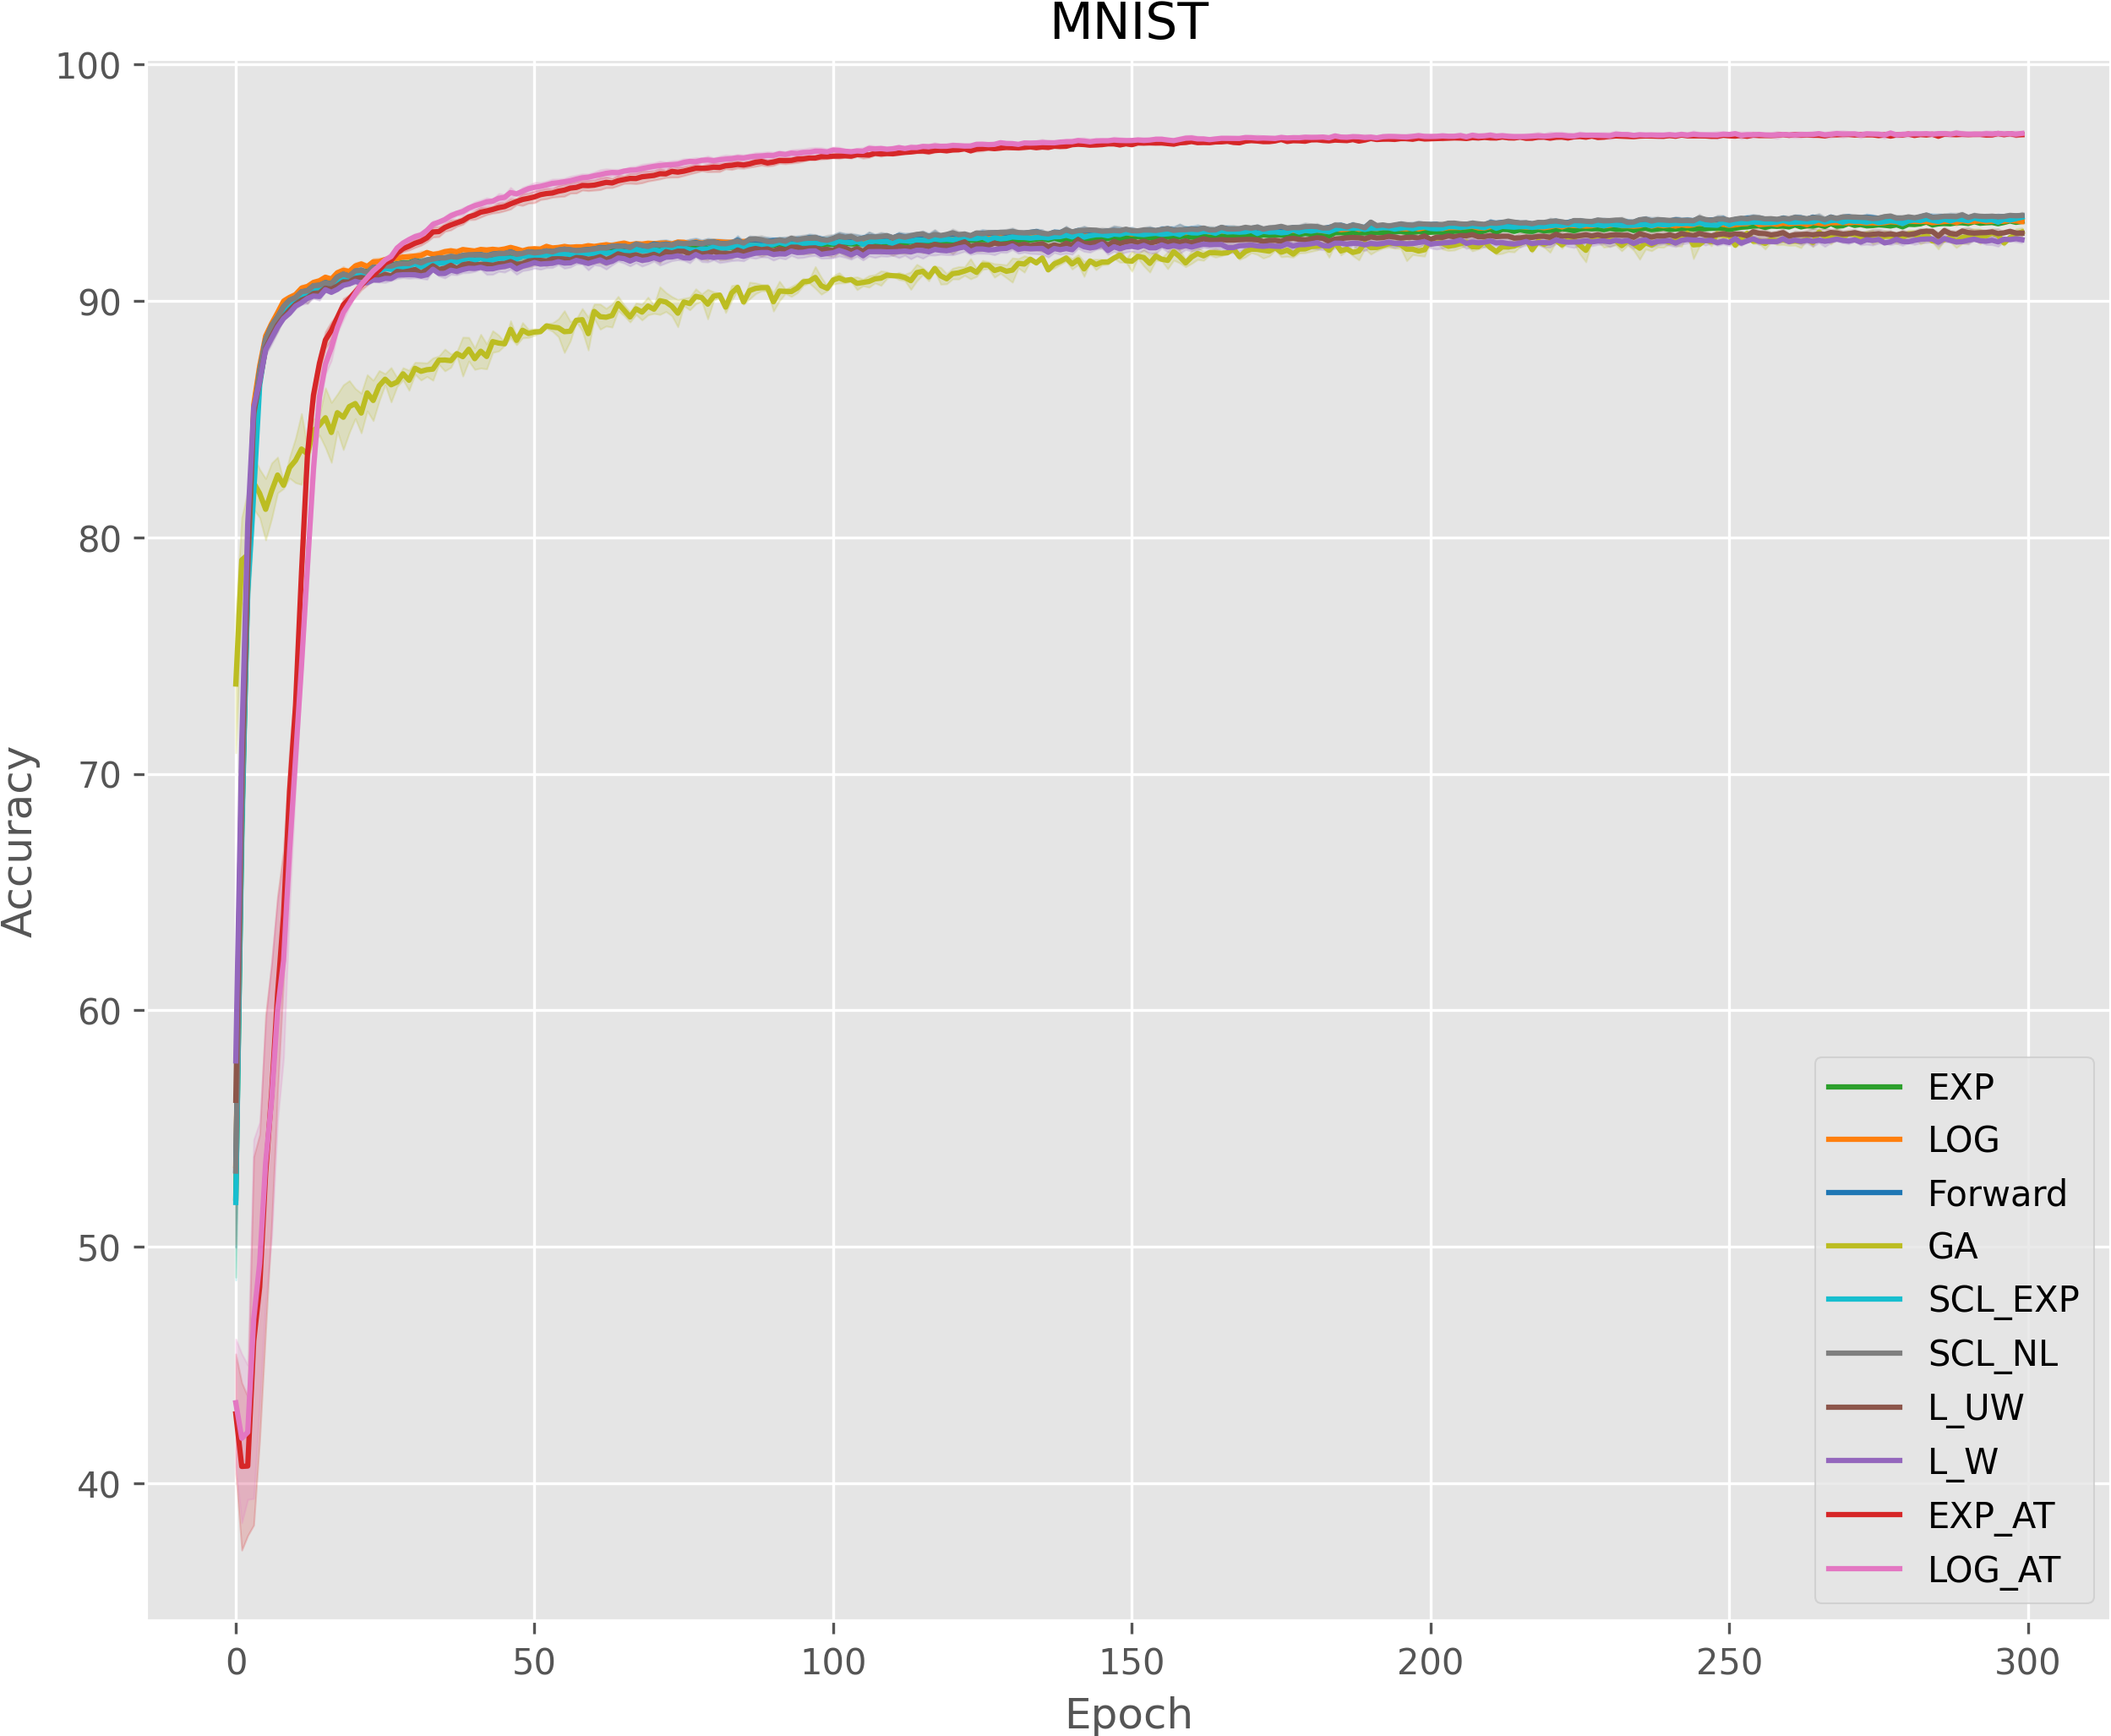 MNIST
100
90
80
70
60
50
40
Accuracy
0
50
100
150
200
250
300
Epoch
EXP
LOG
Forward
GA
SCL_EXP
SCL_NL
L_UW
L_W
EXP_AT
LOG_AT